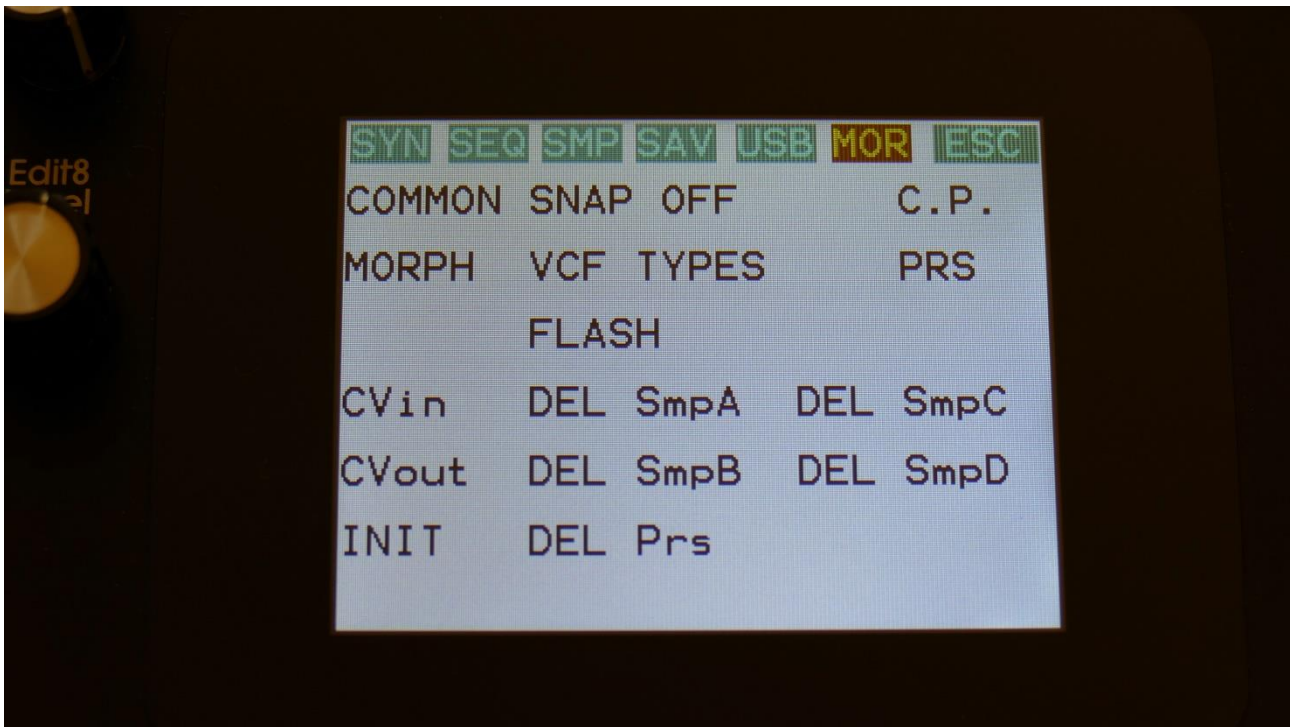 Edit8
SYN SEQ SMP SAV USB MOR ESC
COMMON SNAP OFF C.P.
MORPH VCF TYPES PRS
FLASH
CVin DEL SmpA DEL SmpC
CVout DEL SmpB DEL SmpD
INIT DEL Prs